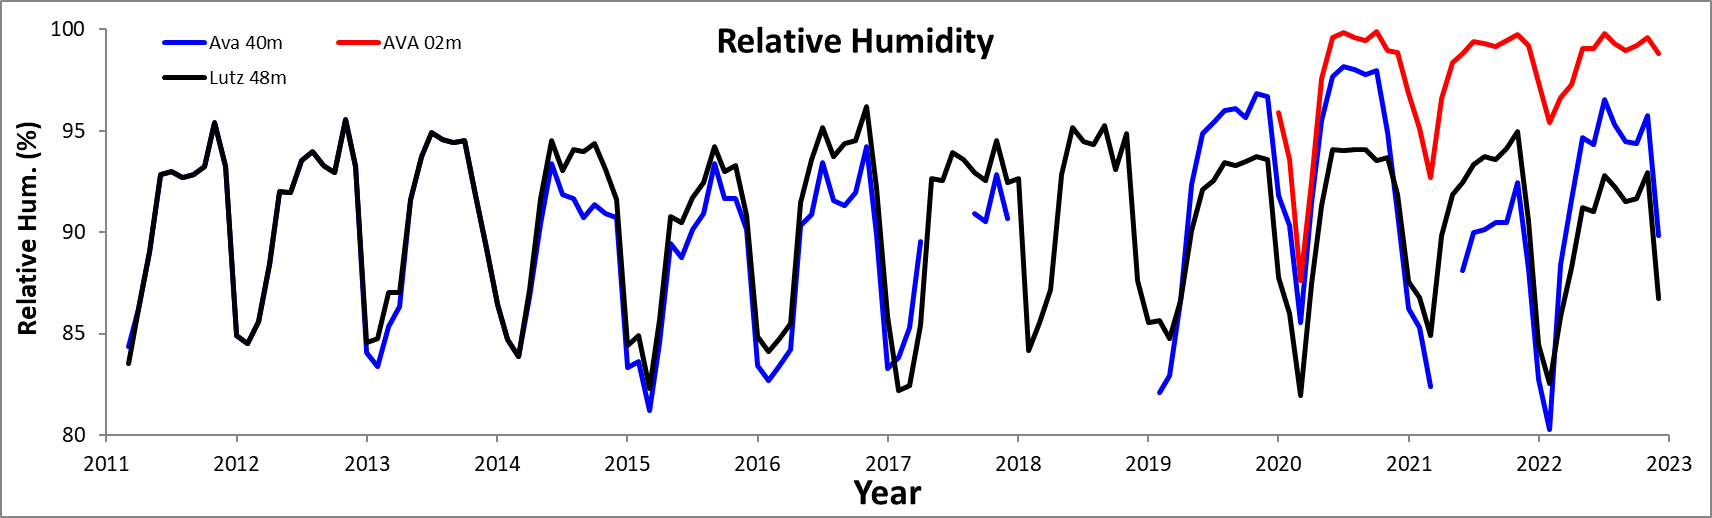 Relative Humidity
Ava 40m
AVA 02m
Lutz 48m
Relative Hum. (%)
100
95
90
85
80
2011 2012 2013 2014 2015 2016 2017 2018 2019 2020 2021 2022 2023
Year